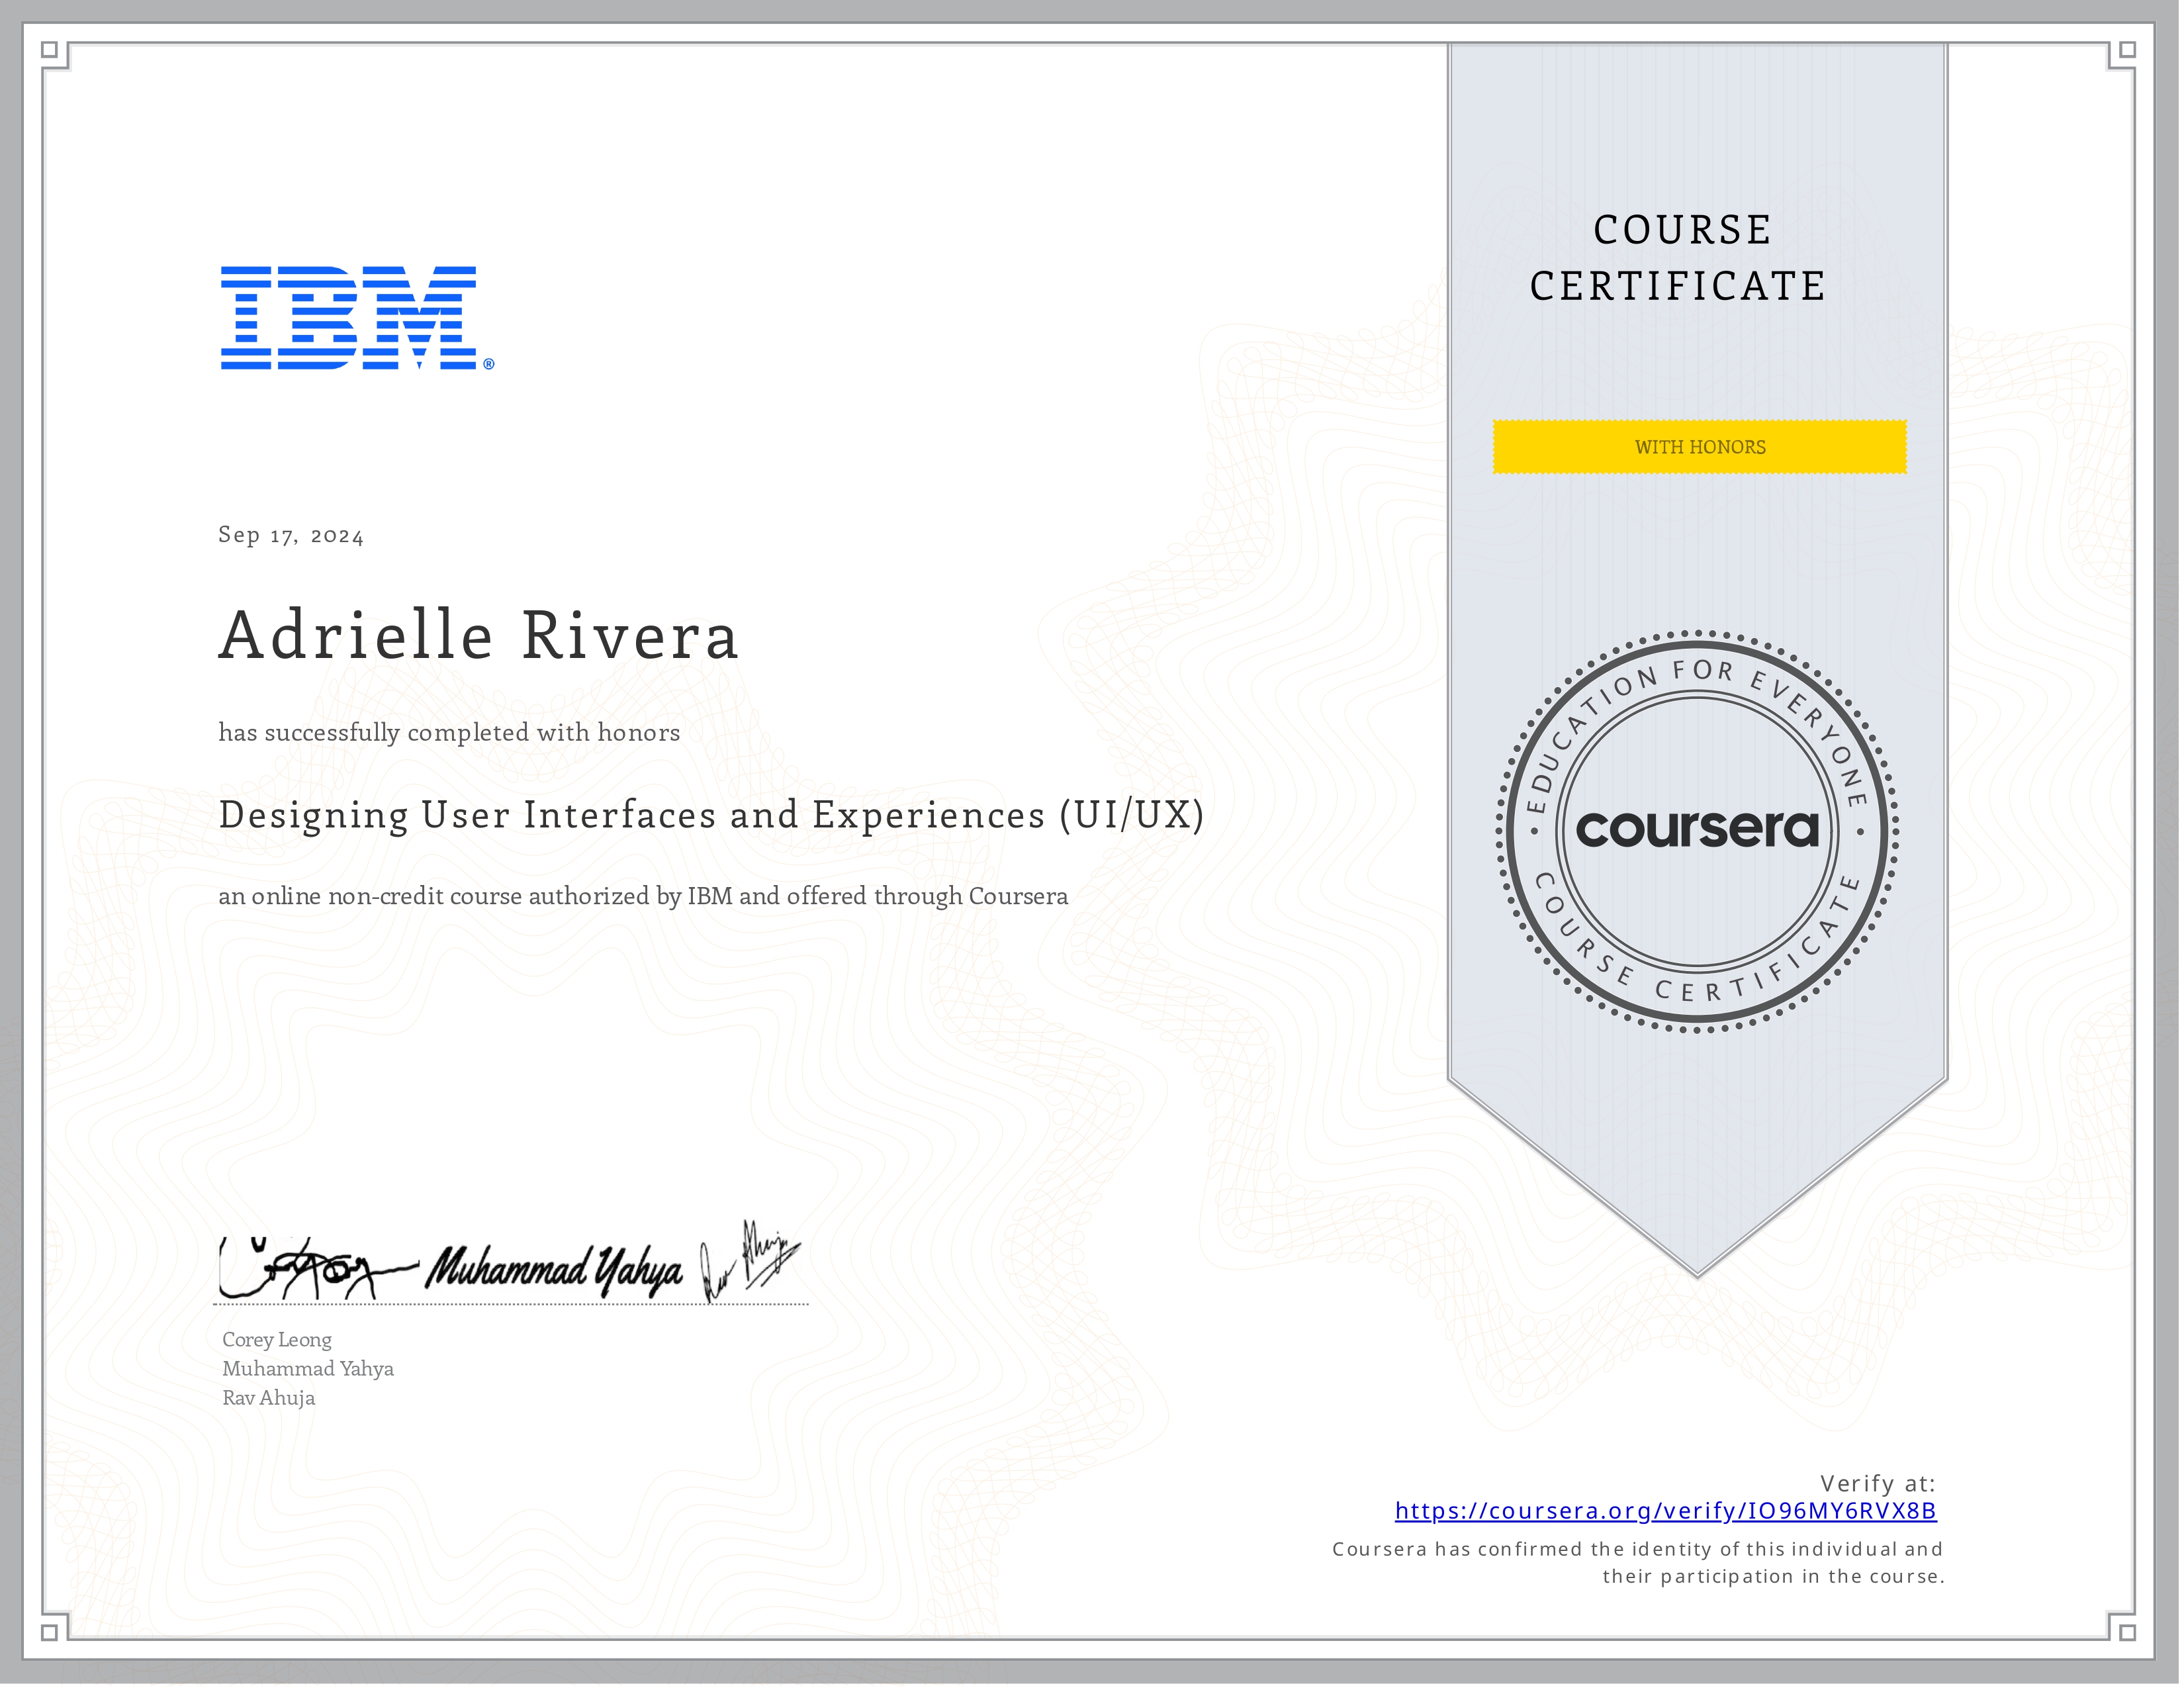 IBM®
COURSE
CERTIFICATE
WITH HONORS
Sep 17, 2024
Adrielle Rivera
has successfully completed with honors
Designing User Interfaces and Experiences (UI/UX)
an online non-credit course authorized by IBM and offered through Coursera
EDUCATION FOR EVERYONE
coursera
COURSE CERTIFICATE
Muhammad Yahya
Rav Ahuja
Corey Leong
Muhammad Yahya
Rav Ahuja
Verify at:
https://coursera.org/verify/IO96MY6RVX8B
Coursera has confirmed the identity of this individual and
their participation in the course.